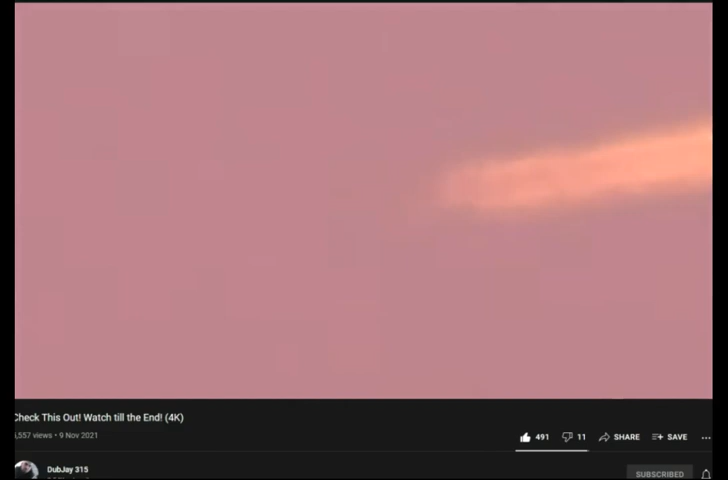 Check This Out! Watch till the End! (4K)
,557 views • 9 Nov 2021
491
11
SHARE
SAVE
DubJay 315
SUBSCRIBED